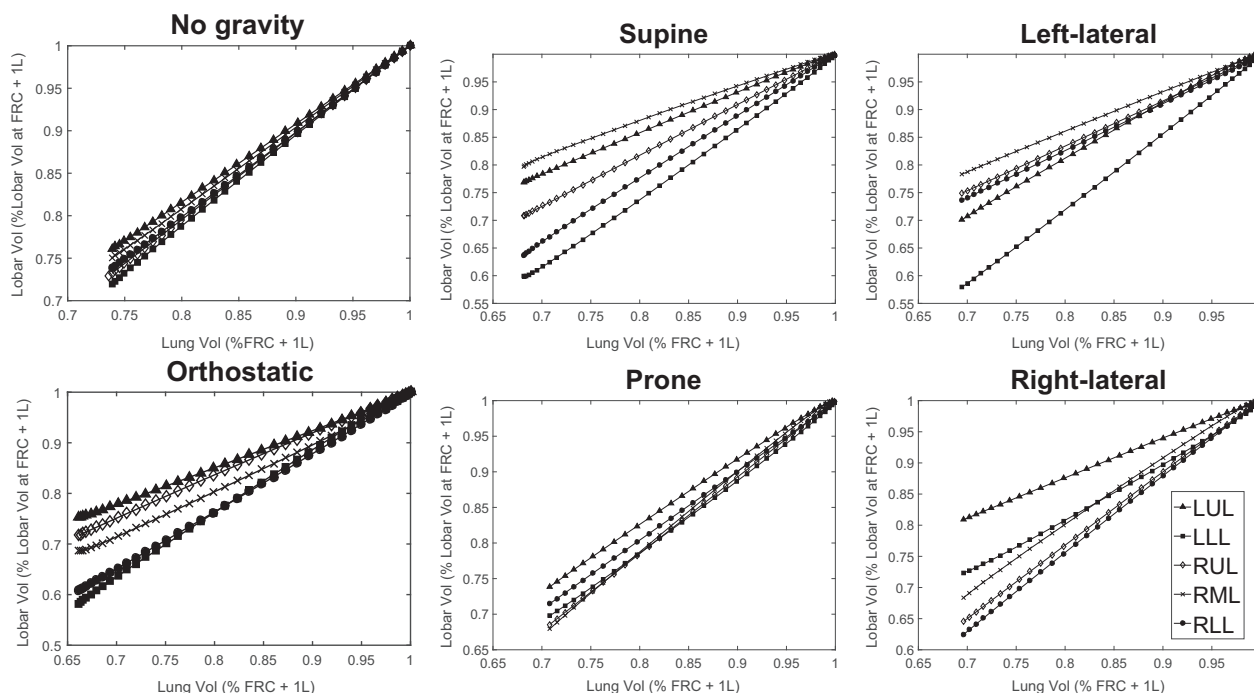 No gravity
Lobar Vol (%Lobar Vol at FRC + 1L)
1
0.95
0.9
0.85
0.8
0.75
0.7
0.7 0.75 0.8 0.85 0.9 0.95 1
Lung Vol (%FRC + 1L)
Supine
Lobar Vol (% Lobar Vol at FRC + 1L)
0.95
0.9
0.85
0.8
0.75
0.7
0.65
0.6
0.55
0.65 0.7 0.75 0.8 0.85 0.9 0.95 1
Lung Vol (% FRC + 1L)
Left-lateral
Lobar Vol (% Lobar Vol at FRC + 1L)
0.95
0.9
0.85
0.8
0.75
0.7
0.65
0.6
0.55
0.65 0.7 0.75 0.8 0.85 0.9 0.95
Lung Vol (% FRC + 1L)
Orthostatic
Lobar Vol (% Lobar Vol at FRC + 1L)
1
0.9
0.8
0.7
0.6
0.5
0.65 0.7 0.75 0.8 0.85 0.9 0.95 1
Lung Vol (% FRC + 1L)
Prone
Lobar Vol (% Lobar Vol at FRC + 1L)
1
0.95
0.9
0.85
0.8
0.75
0.7
0.65
0.65 0.7 0.75 0.8 0.85 0.9 0.95 1
Lung Vol (% FRC + 1L)
Right-lateral
Lobar Vol (% Lobar Vol at FRC + 1L)
1
0.95
0.9
0.85
0.8
0.75
0.7
0.65
0.6
0.65 0.7 0.75 0.8 0.85 0.9 0.95
Lung Vol (% FRC + 1L)
LUL
LLL
RUL
RML
RLL